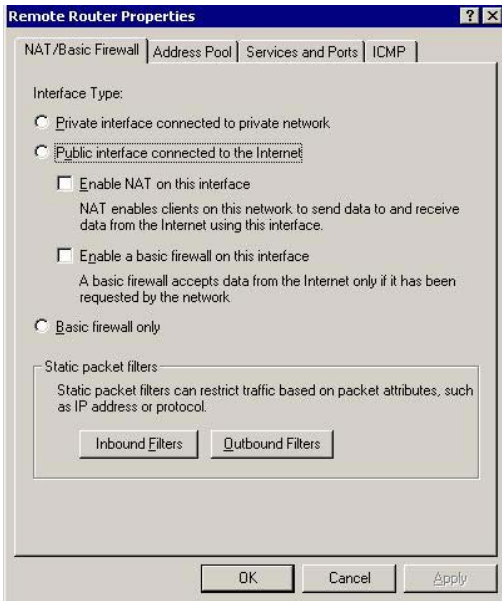 Remote Router Properties
NAT/Basic Firewall Address Pool Services and Ports ICMP
Interface Type:
Private interface connected to private network
Public interface connected to the Internet
Enable NAT on this interface
NAT enables clients on this network to send data to and receive
data from the Internet using this interface.
Enable a basic firewall on this interface
A basic firewall accepts data from the Internet only if it has been
requested by the network
Basic firewall only
Static packet filters
Static packet filters can restrict traffic based on packet attributes, such
as IP address or protocol.
Inbound Filters Outbound Filters
OK Cancel Apply